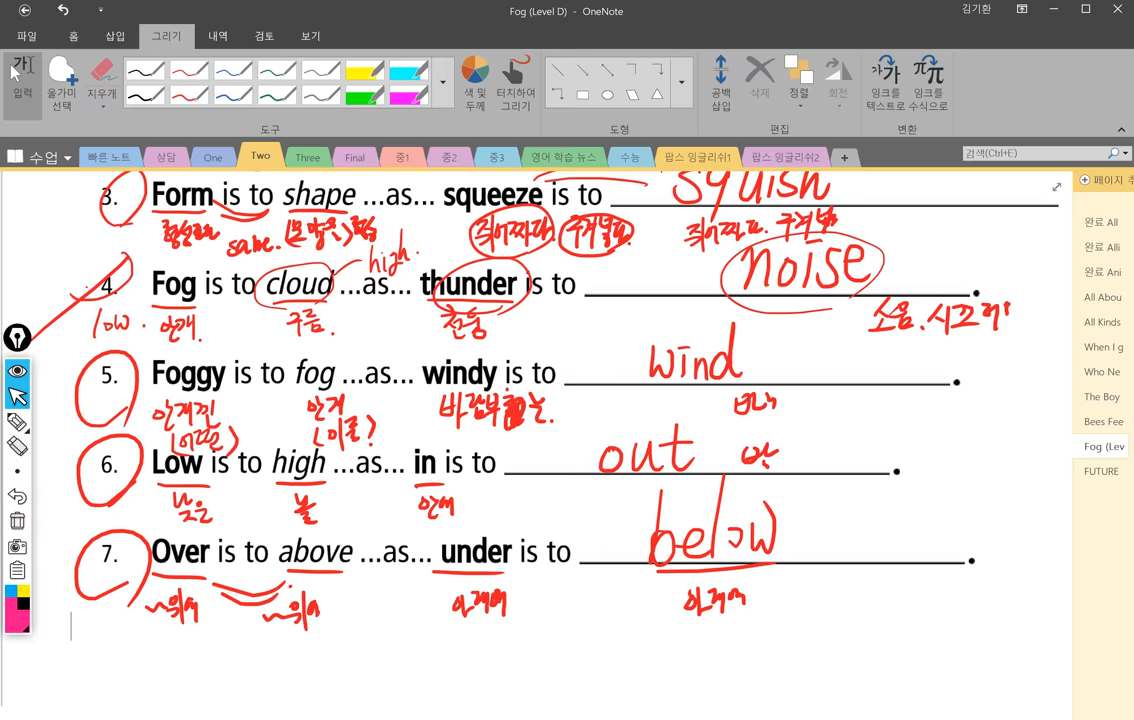 Fog (Level D) - OneNote
김기환
파일 홈 삽입 그리기 내역 검토 보기
입력
올가미 선택
지우개
색 및 두께
터치하여 그리기
공백 삽입
삭제
정렬
회전
잉크를 텍스트로
잉크를 수식으로
도구
도형
편집
변환
수업
빠른 노트 상담 One Two Three Final 중1 중2 중3 영어 학습 뉴스 수능 팝스 잉글리쉬1 팝스 잉글리쉬2
검색(Ctrl+E)
페이지 추
완료 All
완료 Alli
완료 Ani
All Abou
All Kinds
When I g
Who Ne
The Boy
Bees Fee
Fog (Lev
FUTURE
3. Form is to shape ...as... squeeze is to squish
same.
쥐어짜다
high.
4. Fog is to cloud ...as... thunder is to noise.
low. 안개. 구름. 천둥 소음.
5. Foggy is to fog ...as... windy is to wind.
안개낀 안개
6. Low is to high ...as... in is to out.
낮은 안에
7. Over is to above ...as... under is to below.
~위에 ~위에 아래에 아래에